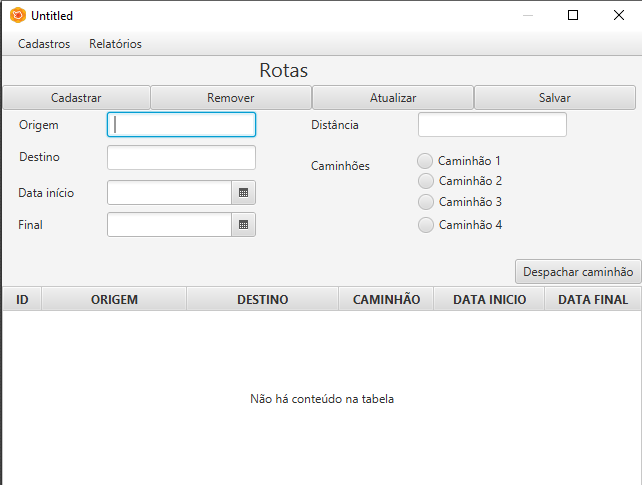 Untitled
Cadastros Relatórios
Rotas
Cadastrar Remover Atualizar Salvar
Origem Distância
Destino Caminhões Caminhão 1
Caminhão 2
Data início Caminhão 3
Final Caminhão 4
Despachar caminhão
ID ORIGEM DESTINO CAMINHÃO DATA INICIO DATA FINAL
Não há conteúdo na tabela